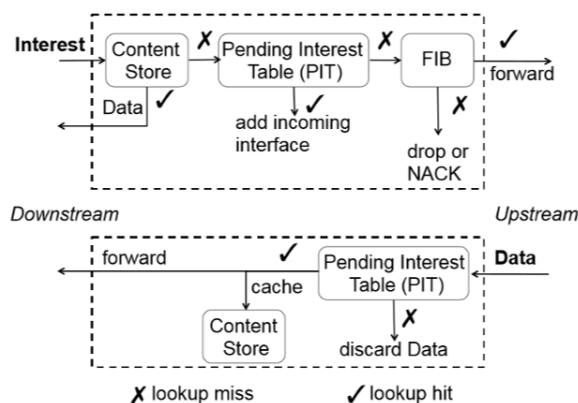 Interest
Content
Store
Pending Interest
Table (PIT)
FIB
forward
Data
add incoming
interface
drop or
NACK
Downstream
Upstream
forward
Data
cache
Pending Interest
Table (PIT)
Content
Store
discard Data
✗ lookup miss
✓ lookup hit